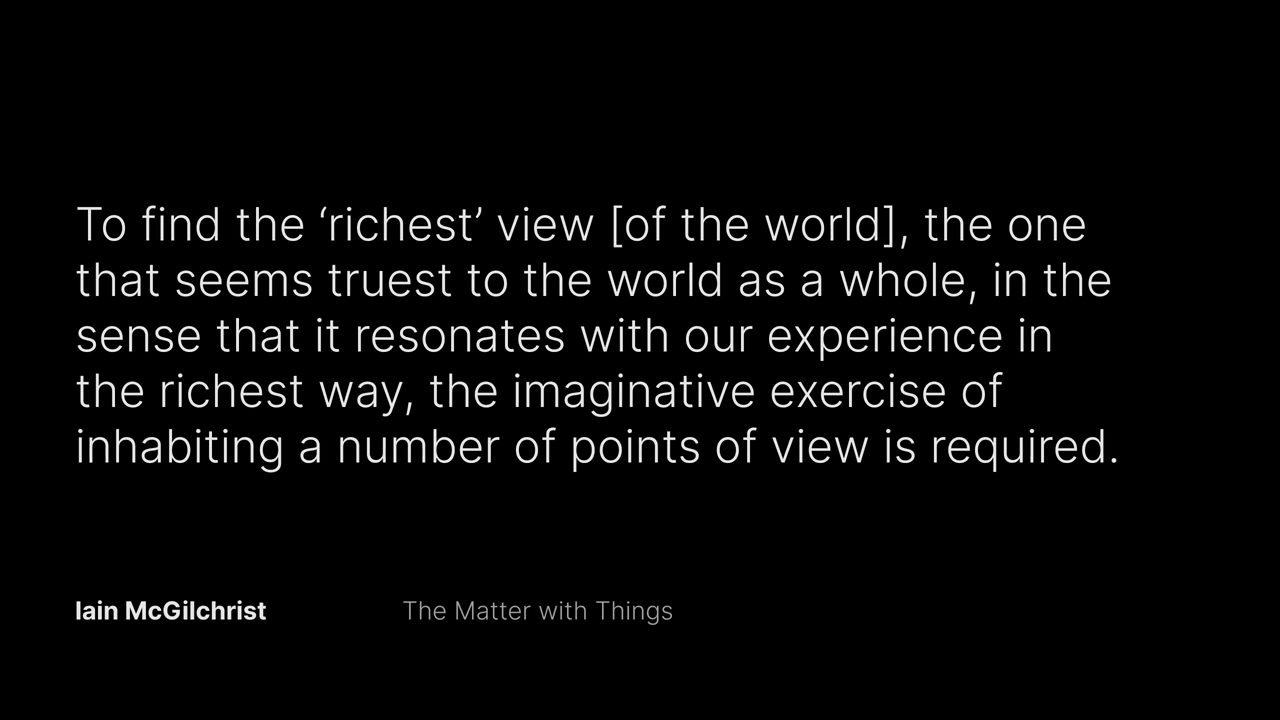 To find the ‘richest’ view [of the world], the one
that seems truest to the world as a whole, in the
sense that it resonates with our experience in
the richest way, the imaginative exercise of
inhabiting a number of points of view is required.
Iain McGilchrist
The Matter with Things